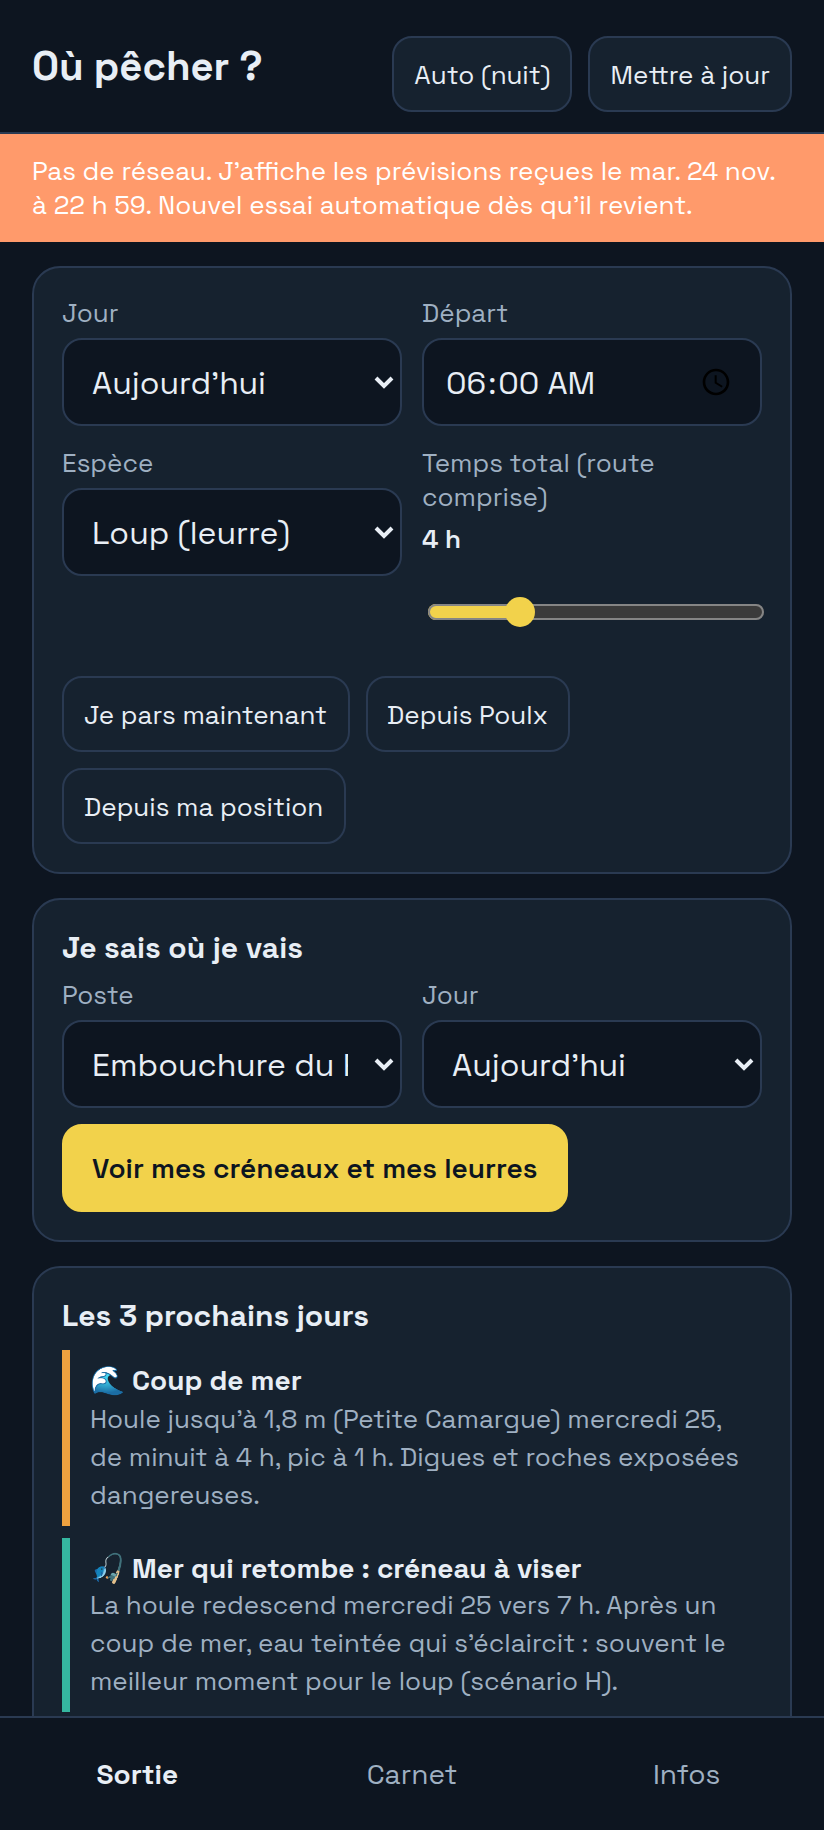 Où pêcher ?
Auto (nuit)
Mettre à jour
Pas de réseau. J’affiche les prévisions reçues le mar. 24 nov.
à 22 h 59. Nouvel essai automatique dès qu’il revient.
Jour
Départ
Aujourd’hui
06:00 AM
Espèce
Temps total (route
comprise)
Loup (leurre)
4 h
Je pars maintenant
Depuis Poulx
Depuis ma position
Je sais où je vais
Poste
Jour
Embouchure du
Aujourd’hui
Voir mes créneaux et mes leurres
Les 3 prochains jours
🌊 Coup de mer
Houle jusqu’à 1,8 m (Petite Camargue) mercredi 25,
de minuit à 4 h, pic à 1 h. Digues et roches exposées
dangereuses.
🎣 Mer qui retombe : créneau à viser
La houle redescend mercredi 25 vers 7 h. Après un
coup de mer, eau teintée qui s’éclaircit : souvent le
meilleur moment pour le loup (scénario H).
Sortie
Carnet
Infos